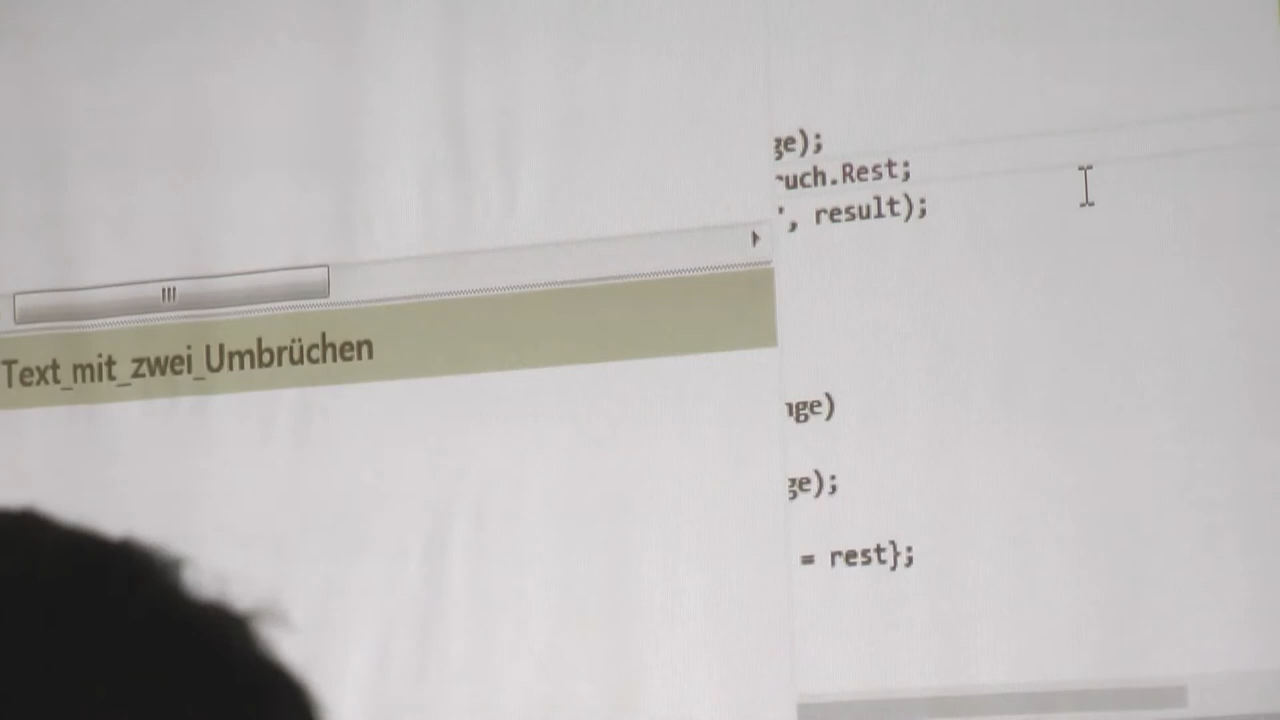 ge);
uch.Rest;
", result);
Text_mit_zwei_Umbrüchen
nge)
ge);
= rest};